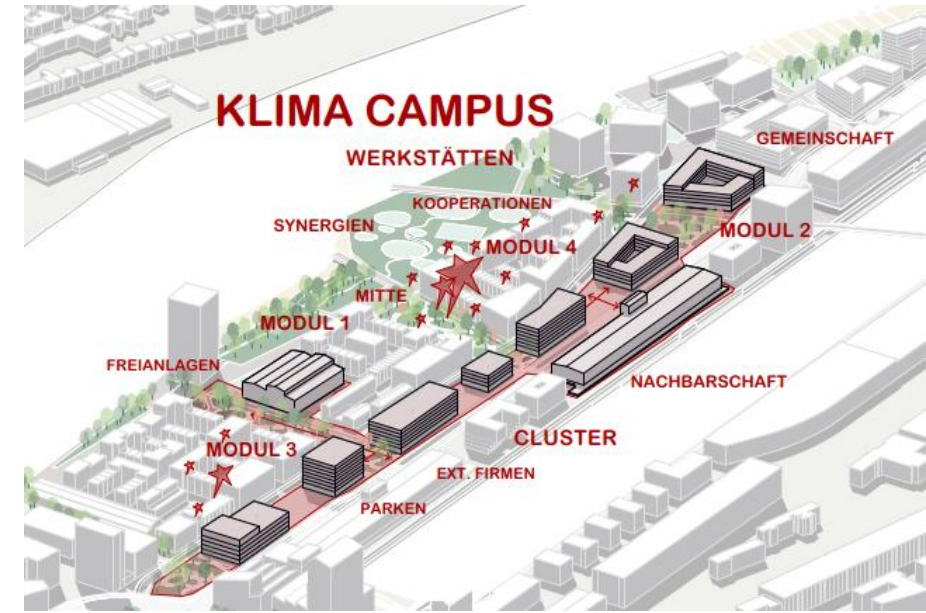 KLIMA CAMPUS
WERKSTÄTTEN
GEMEINSCHAFT
KOOPERATIONEN
SYNERGIEN
MODUL 2
MODUL 4
MITTE
MODUL 1
FREIANLAGEN
NACHBARSCHAFT
CLUSTER
MODUL 3
EXT. FIRMEN
PARKEN